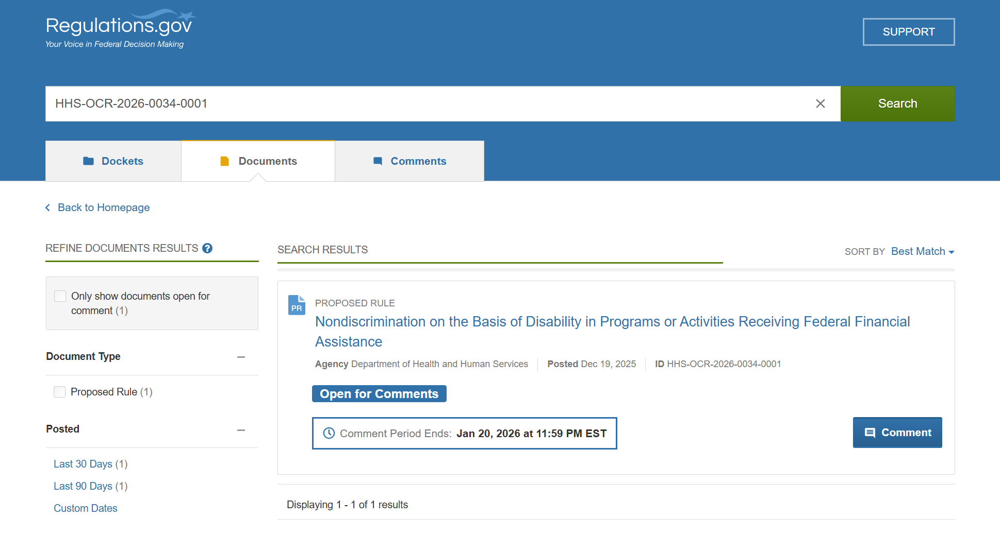 Regulations.gov
Your Voice in Federal Decision Making
SUPPORT
HHS-OCR-2026-0034-0001
Search
Dockets
Documents
Comments
Back to Homepage
REFINE DOCUMENTS RESULTS ?
Only show documents open for
comment (1)
Document Type
Proposed Rule (1)
Posted
Last 30 Days (1)
Last 90 Days (1)
Custom Dates
SEARCH RESULTS
SORT BY Best Match
PR
PROPOSED RULE
Nondiscrimination on the Basis of Disability in Programs or Activities Receiving Federal Financial
Assistance
Agency Department of Health and Human Services
Posted Dec 19, 2025
ID HHS-OCR-2026-0034-0001
Open for Comments
Comment Period Ends: Jan 20, 2026 at 11:59 PM EST
Comment
Displaying 1 - 1 of 1 results